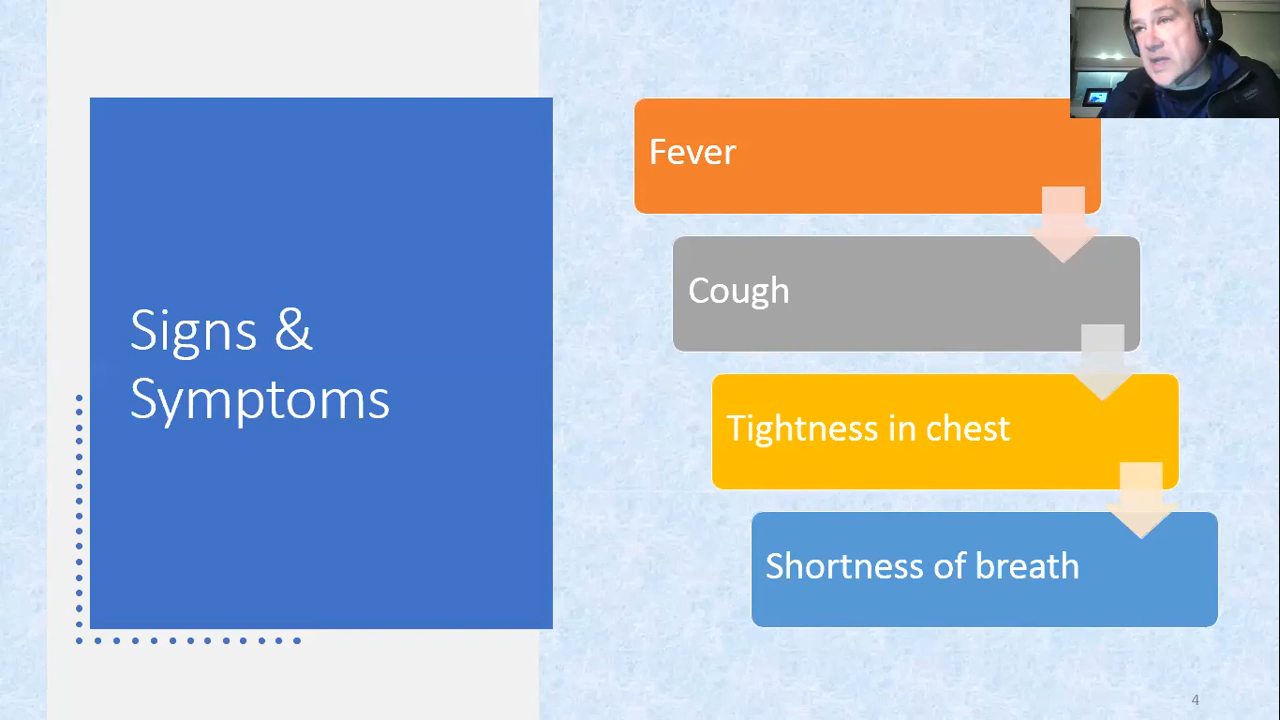 Signs &
Symptoms
Fever
Cough
Tightness in chest
Shortness of breath
4